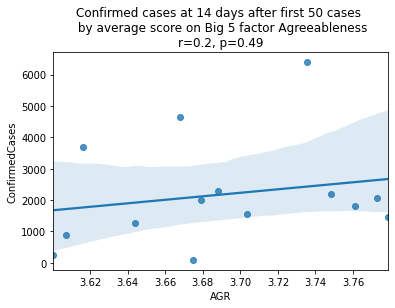 Confirmed cases at 14 days after first 50 cases
by average score on Big 5 factor Agreeableness
r=0.2, p=0.49
6000
5000
4000
3000
2000
1000
0
ConfirmedCases
3.62 3.64 3.66 3.68 3.70 3.72 3.74 3.76
AGR